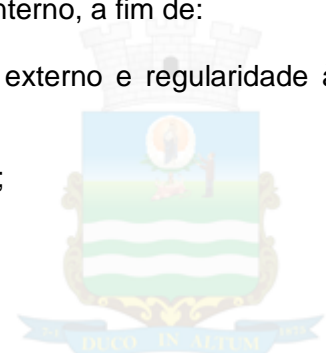 nterno, a fim de:
externo e regularidade a
;
DUCO IN ALTUM